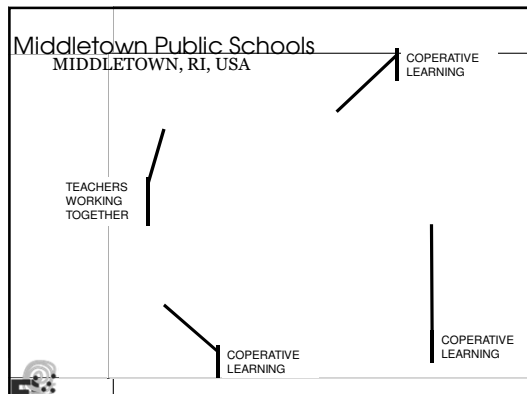 Middletown Public Schools
MIDDLETOWN, RI, USA
COPERATIVE
LEARNING
TEACHERS
WORKING
TOGETHER
COPERATIVE
LEARNING
COPERATIVE
LEARNING